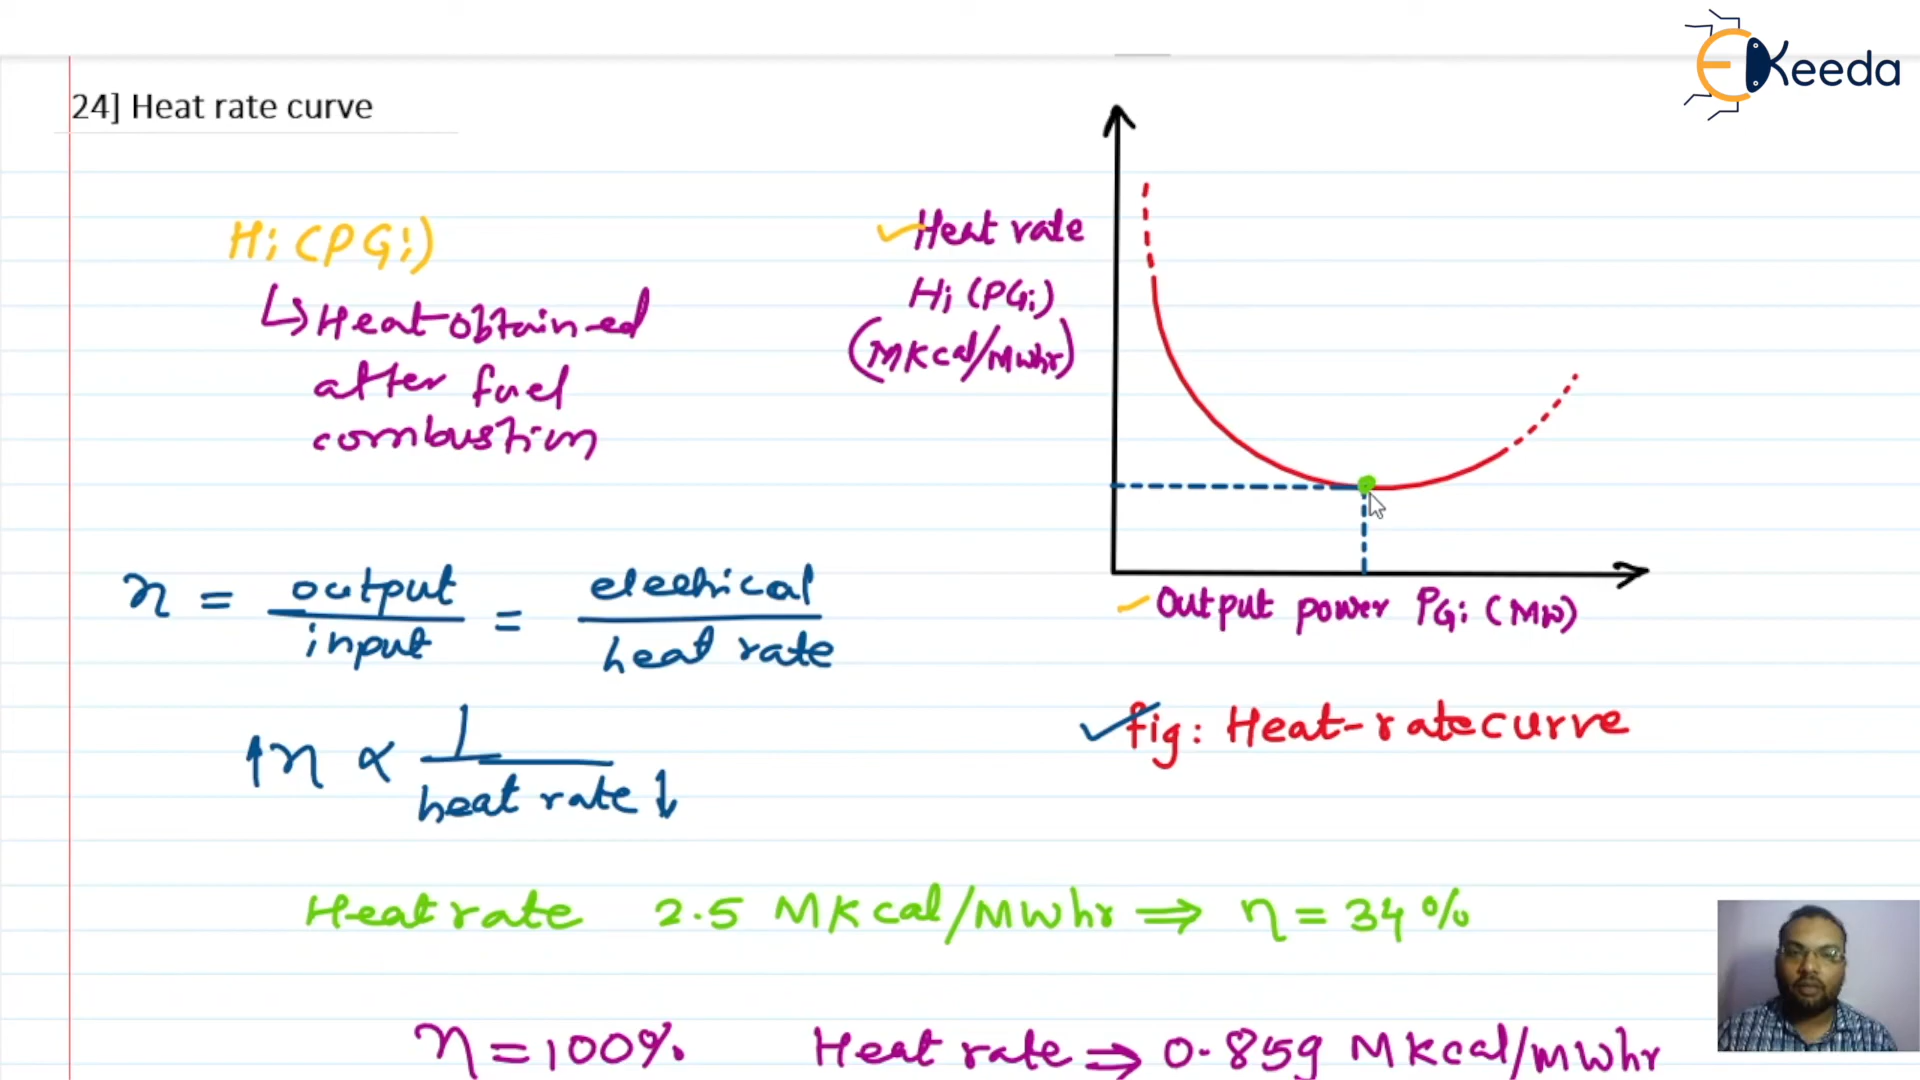 EKeeda
24] Heat rate curve
Hi (PGi)
↳ Heat obtained
after fuel
combustion
Heat rate
Hi (PGi)
(MKcal/Mwhr)
Output power PGi (MW)
η = output/input = electrical/heat rate
fig: Heat-rate curve
↑η ∝ 1/heat rate ↓
Heat rate 2.5 MKcal/MWhr ⇒ η = 34%
η = 100% Heat rate ⇒ 0.859 MKcal/MWhr